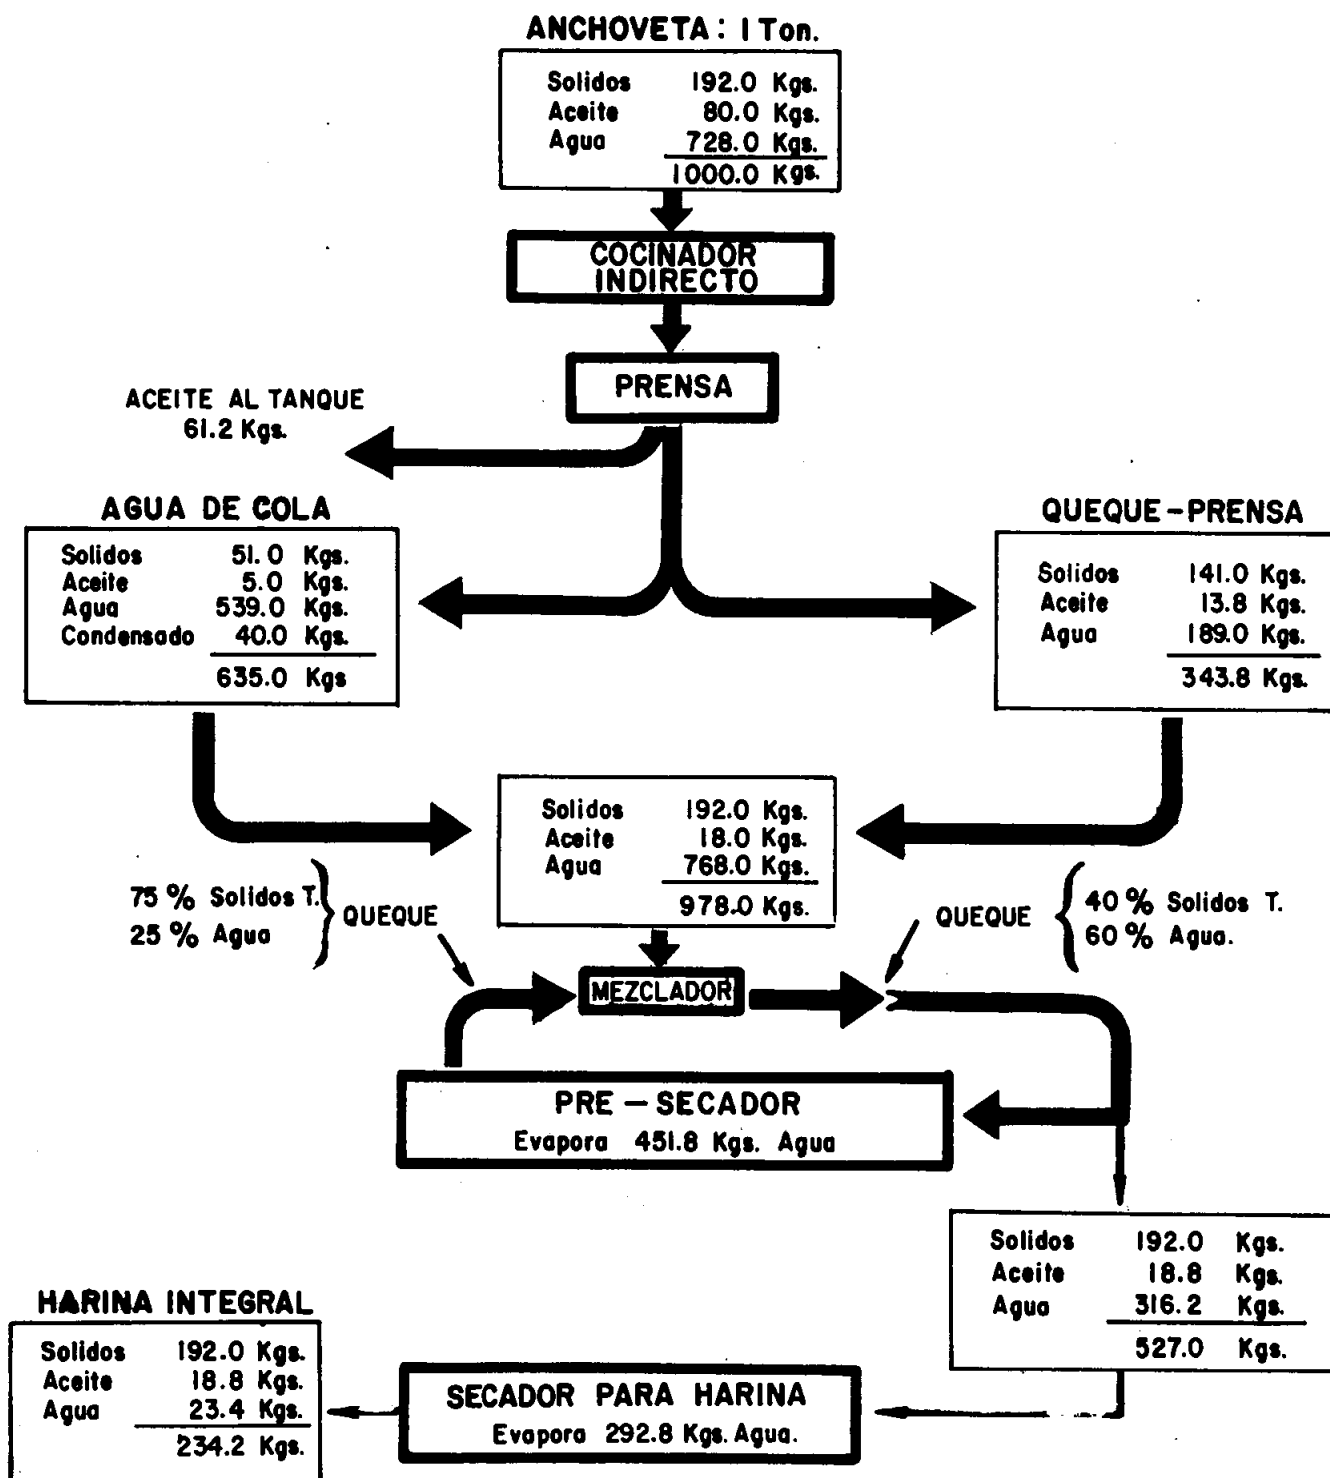 ANCHOVETA: 1 Ton.
Solidos 192.0 Kgs.
Aceite 80.0 Kgs.
Agua 728.0 Kgs.
1000.0 Kgs.
COCINADOR
INDIRECTO
PRENSA
ACEITE AL TANQUE
61.2 Kgs.
AGUA DE COLA
Solidos 51.0 Kgs.
Aceite 5.0 Kgs.
Agua 539.0 Kgs.
Condensado 40.0 Kgs.
635.0 Kgs
QUEQUE-PRENSA
Solidos 141.0 Kgs.
Aceite 13.8 Kgs.
Agua 189.0 Kgs.
343.8 Kgs.
Solidos 192.0 Kgs.
Aceite 18.0 Kgs.
Agua 768.0 Kgs.
978.0 Kgs.
75 % Solidos T.
25 % Agua
QUEQUE
QUEQUE
40 % Solidos T.
60 % Agua.
MEZCLADOR
PRE - SECADOR
Evapora 451.8 Kgs. Agua
Solidos 192.0 Kgs.
Aceite 18.8 Kgs.
Agua 316.2 Kgs.
527.0 Kgs.
HARINA INTEGRAL
Solidos 192.0 Kgs.
Aceite 18.8 Kgs.
Agua 23.4 Kgs.
234.2 Kgs.
SECADOR PARA HARINA
Evapora 292.8 Kgs. Agua.